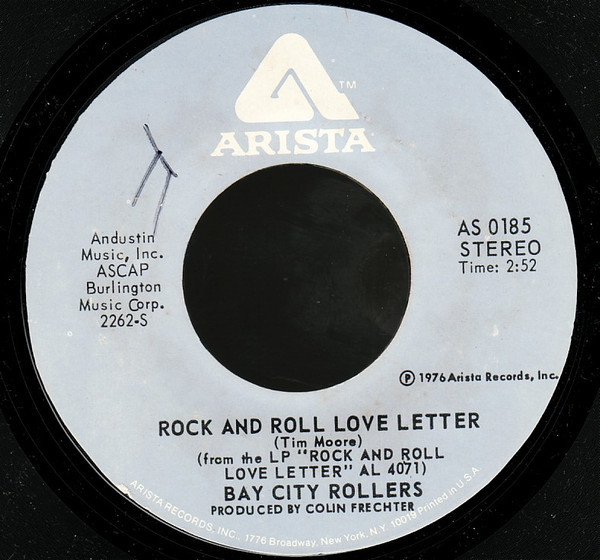 TM
ARISTA
Andustin
Music, Inc.
ASCAP
Burlington
Music Corp.
2262-S
AS 0185
STEREO
Time: 2:52
Ⓟ 1976 Arista Records, Inc.
ROCK AND ROLL LOVE LETTER
(Tim Moore)
(from the LP "ROCK AND ROLL
LOVE LETTER" AL 4071)
BAY CITY ROLLERS
PRODUCED BY COLIN FRECHTER
ARISTA RECORDS, INC., 1776 Broadway, New York, N.Y. 10019 Printed in U.S.A